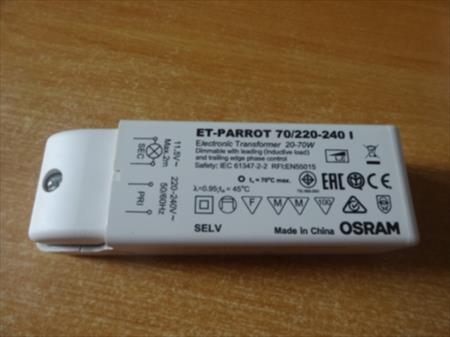 ET-PARROT 70/220-240 I
Electronic Transformer 20-70W
Dimmable with leading (Inductive load)
and trailing edge phase control
Safety: IEC 61347-2-2 RFI:EN55015
tc = 70°C max.
EAC
λ=0.95;ta = 45°C
F
M
M
100
SELV
Made in China
OSRAM
11.5V~
Max.2m
SEC
220-240V~
50/60Hz
PRI